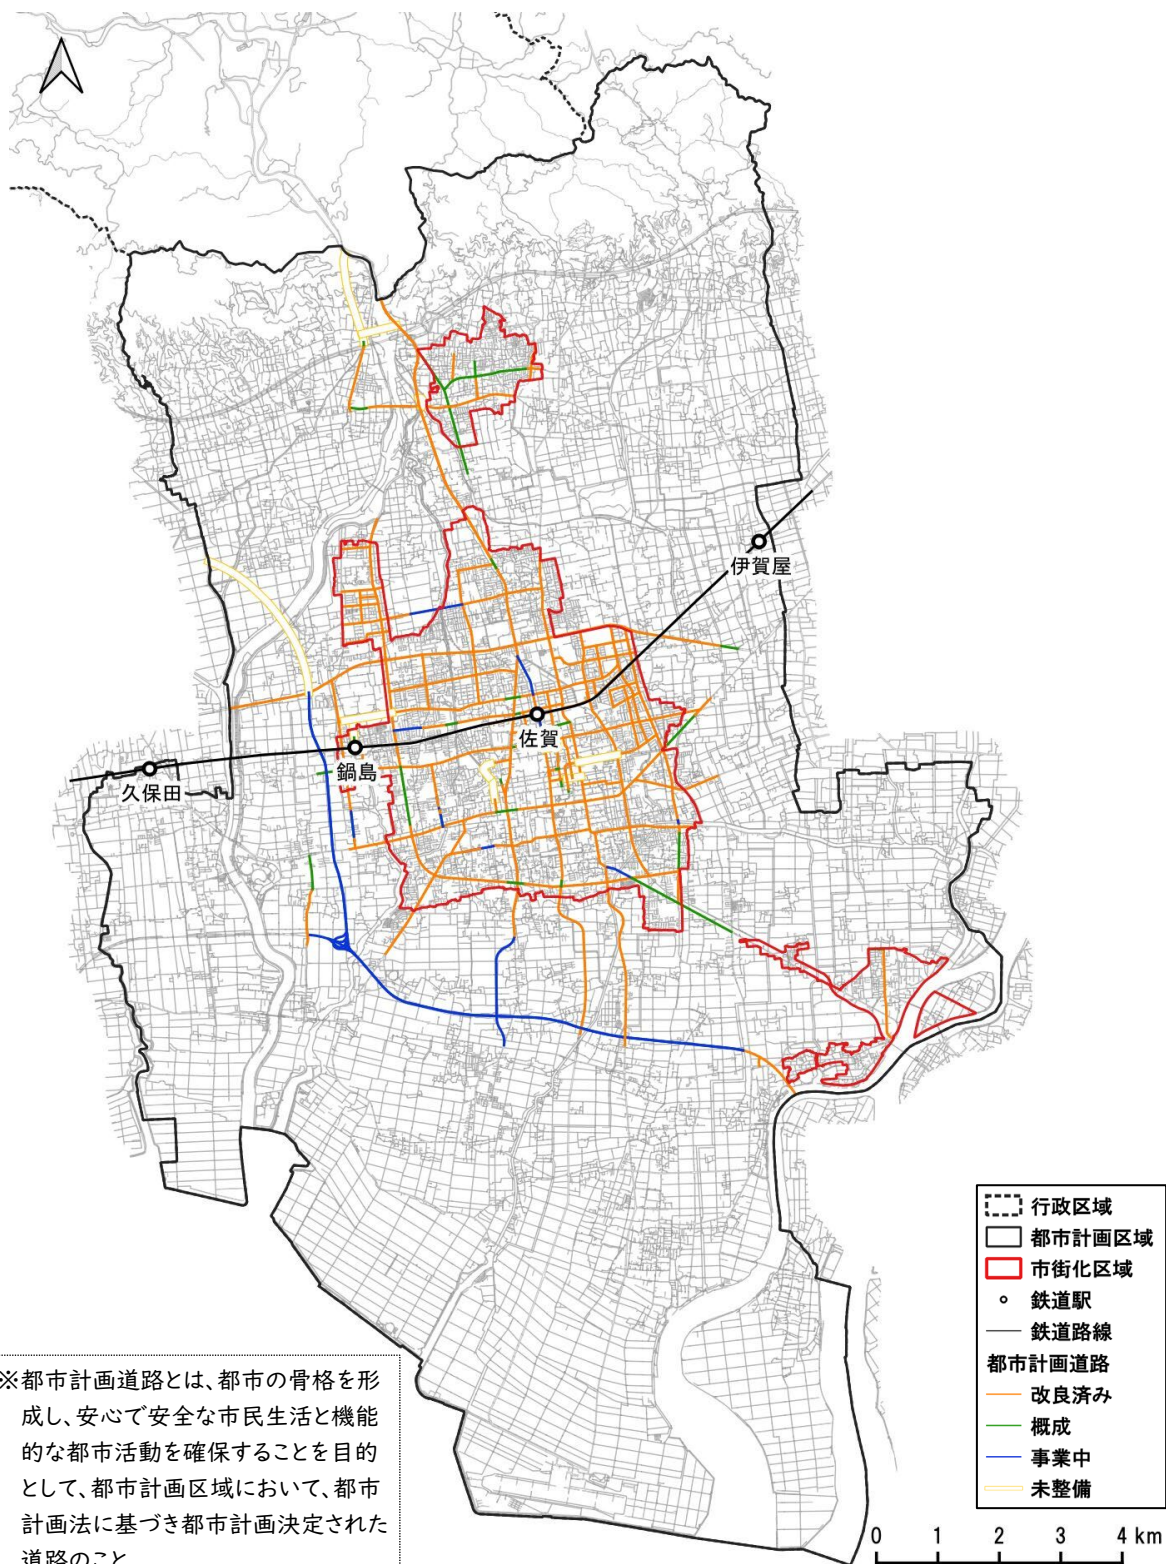 伊賀屋
佐賀
鍋島
久保田
行政区域
都市計画区域
市街化区域
鉄道駅
鉄道路線
都市計画道路
改良済み
概成
事業中
未整備
※都市計画道路とは、都市の骨格を形
成し、安心で安全な市民生活と機能
的な都市活動を確保することを目的
として、都市計画区域において、都市
計画法に基づき都市計画決定された
道路のこと
0 1 2 3 4 km